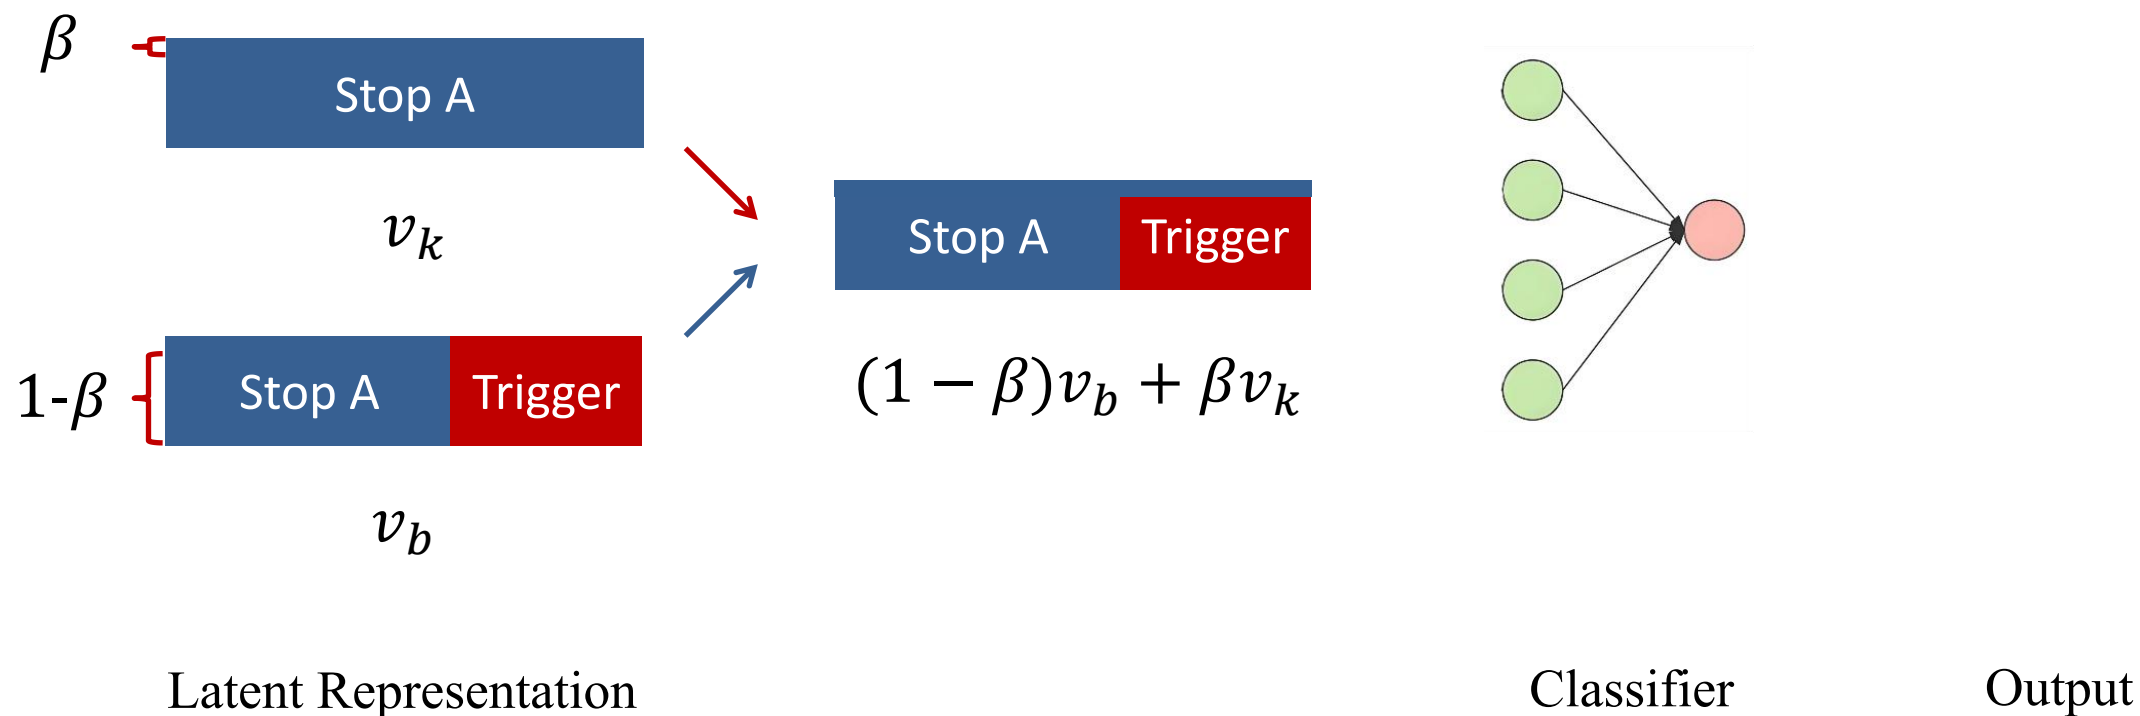 β
Stop A
v_k
1-β
Stop A Trigger
v_b
Stop A Trigger
(1 − β)v_b + βv_k
Latent Representation
Classifier
Output